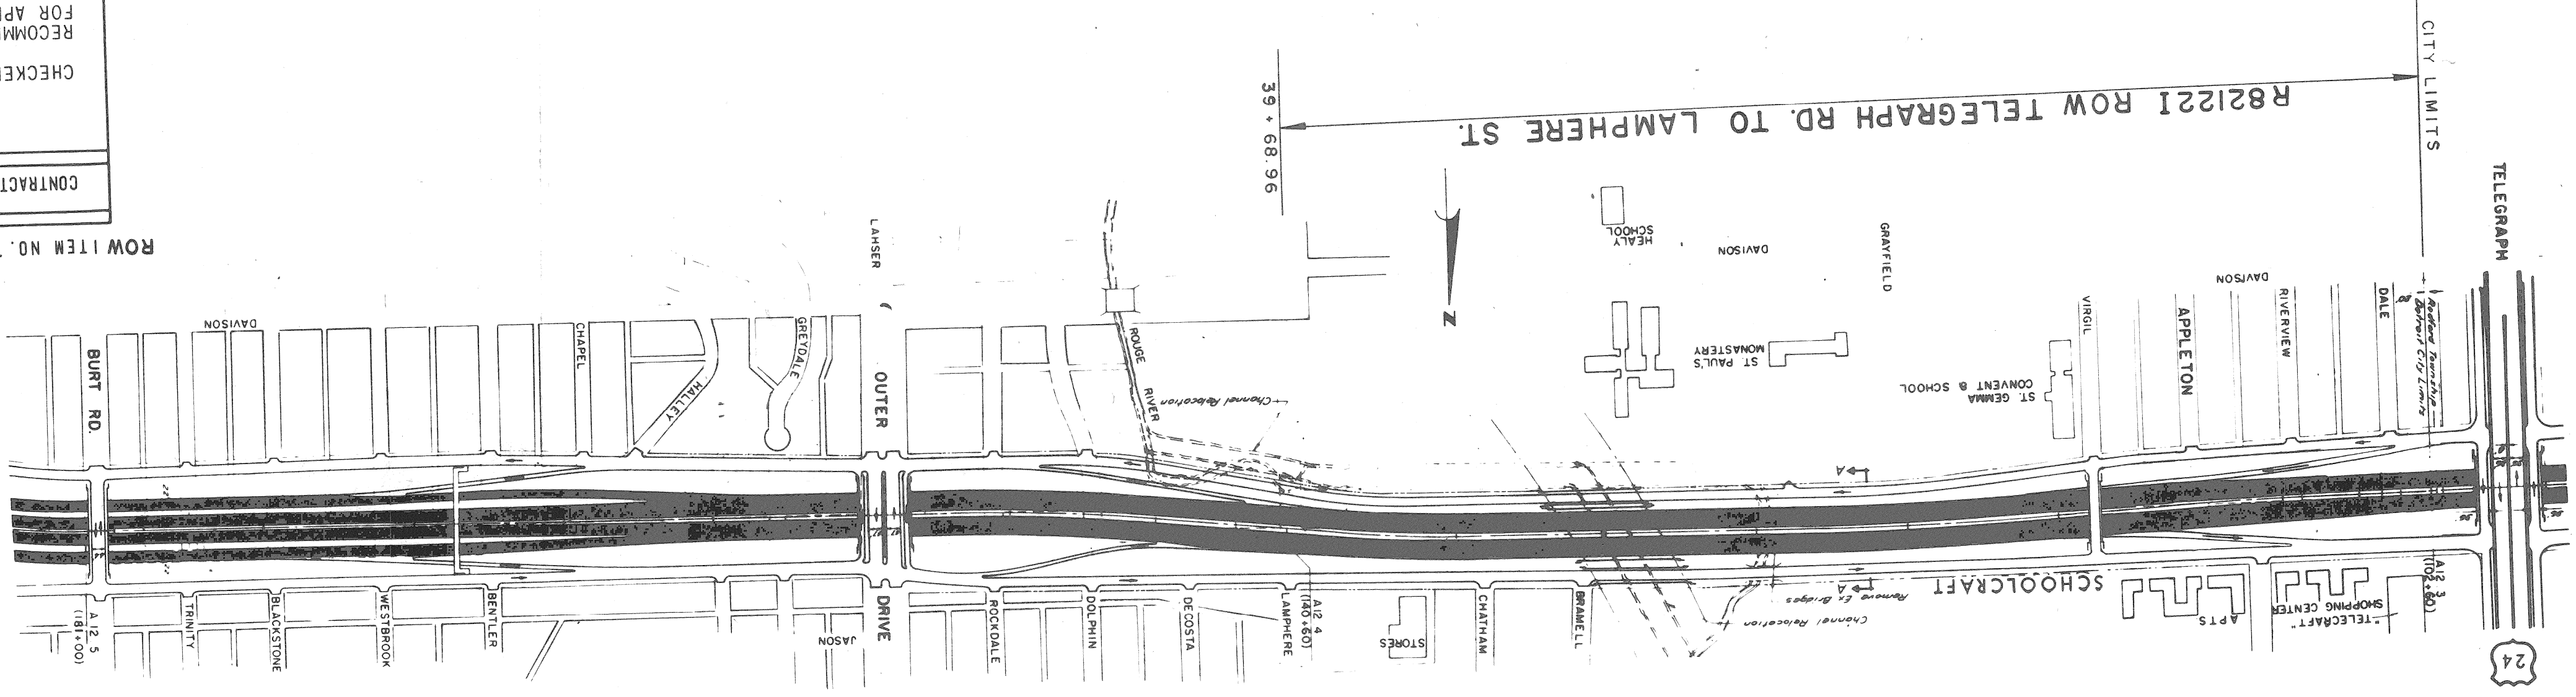 FOR
RECOMM
CHECKE
CONTRACT
ROW ITEM NO.
R82122I ROW TELEGRAPH RD. TO LAMPHERE ST.
39 + 68.96
CITY LIMITS
TELEGRAPH
24
N
HEALY
SCHOOL
DAVISON
GRAYFIELD
ST. PAUL'S
MONASTERY
ST. GEMMA
CONVENT & SCHOOL
VIRGIL
APPLETON
RIVERVIEW
DAVISON
DALE
Redford Township
Detroit City Limits
LAHSER
OUTER
DRIVE
ROUGE
RIVER
Channel Relocation
GREYDALE
HALLEY
CHAPEL
DAVISON
BURT RD.
A 12 5
(181+00)
TRINITY
BLACKSTONE
WESTBROOK
BENTLER
JASON
ROCKDALE
DOLPHIN
DECOSTA
LAMPHERE
A12 4
(140+60)
STORES
CHATHAM
BRAMELL
Channel Relocation
Remove Ex Bridges
A
A
SCHOOLCRAFT
APTS
"TELECRAFT"
SHOPPING CENTER
A12 3
(102+60)